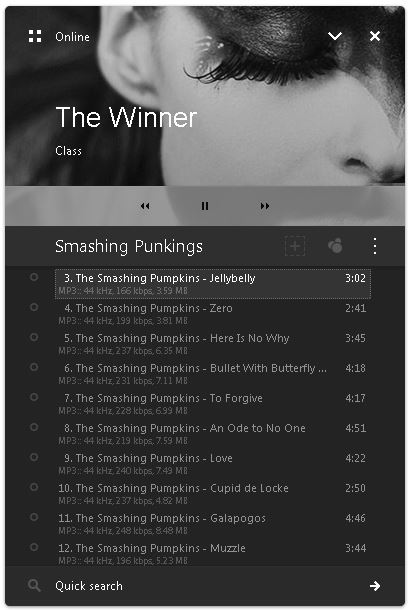 Online
The Winner
Class
Smashing Punkings
3. The Smashing Pumpkins - Jellybelly 3:02
MP3:: 44 kHz, 166 kbps, 3.59 MB
4. The Smashing Pumpkins - Zero 2:41
MP3:: 44 kHz, 199 kbps, 3.81 MB
5. The Smashing Pumpkins - Here Is No Why 3:45
MP3:: 44 kHz, 237 kbps, 6.35 MB
6. The Smashing Pumpkins - Bullet With Butterfly ... 4:18
MP3:: 44 kHz, 231 kbps, 7.11 MB
7. The Smashing Pumpkins - To Forgive 4:17
MP3:: 44 kHz, 228 kbps, 6.99 MB
8. The Smashing Pumpkins - An Ode to No One 4:51
MP3:: 44 kHz, 219 kbps, 7.59 MB
9. The Smashing Pumpkins - Love 4:22
MP3:: 44 kHz, 240 kbps, 7.49 MB
10. The Smashing Pumpkins - Cupid de Locke 2:50
MP3:: 44 kHz, 237 kbps, 4.82 MB
11. The Smashing Pumpkins - Galapogos 4:46
MP3:: 44 kHz, 248 kbps, 8.48 MB
12. The Smashing Pumpkins - Muzzle 3:44
MP3:: 44 kHz, 196 kbps, 5.23 MB
Quick search